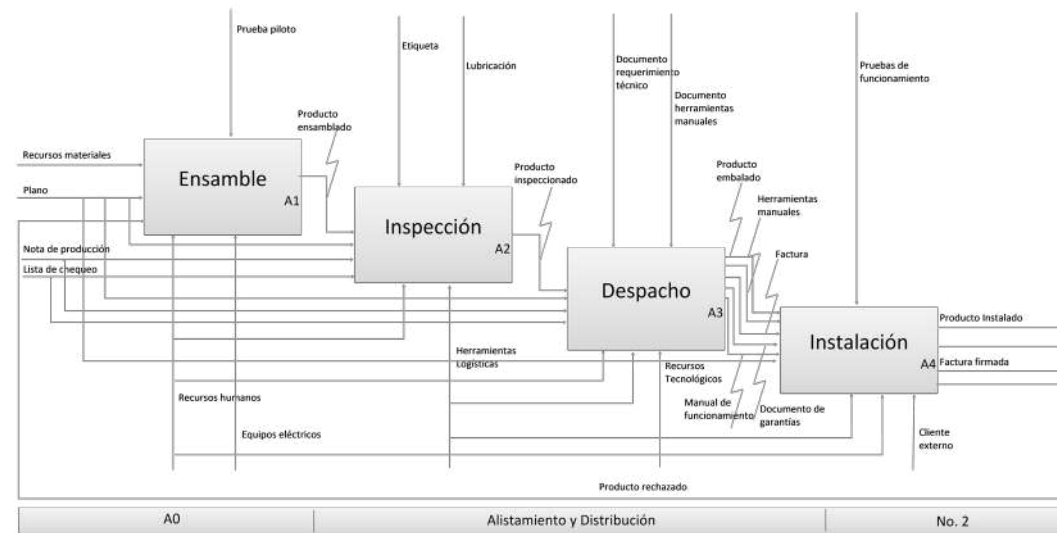 Prueba piloto
Etiqueta
Lubricación
Documento
requerimiento
técnico
Documento
herramientas
manuales
Pruebas de
funcionamiento
Producto
ensamblado
Recursos materiales
Ensamble
A1
Plano
Producto
inspeccionado
Producto
embalado
Herramientas
manuales
Inspección
A2
Nota de producción
Lista de chequeo
Factura
Despacho
A3
Instalación
A4
Producto Instalado
Factura firmada
Herramientas
Logísticas
Recursos
Tecnológicos
Recursos humanos
Manual de
funcionamiento
Documento de
garantías
Equipos eléctricos
Cliente
externo
Producto rechazado
A0
Alistamiento y Distribución
No. 2